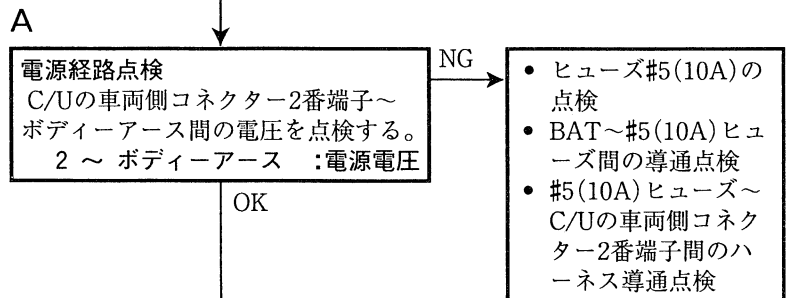 A
電源経路点検
C/Uの車両側コネクター2番端子～
ボディーアース間の電圧を点検する。
2 ～ ボディーアース :電源電圧
NG
OK
● ヒューズ♯5(10A)の
点検
● BAT～♯5(10A)ヒュ
ーズ間の導通点検
● ♯5(10A)ヒューズ～
C/Uの車両側コネク
ター2番端子間のハ
ーネス導通点検